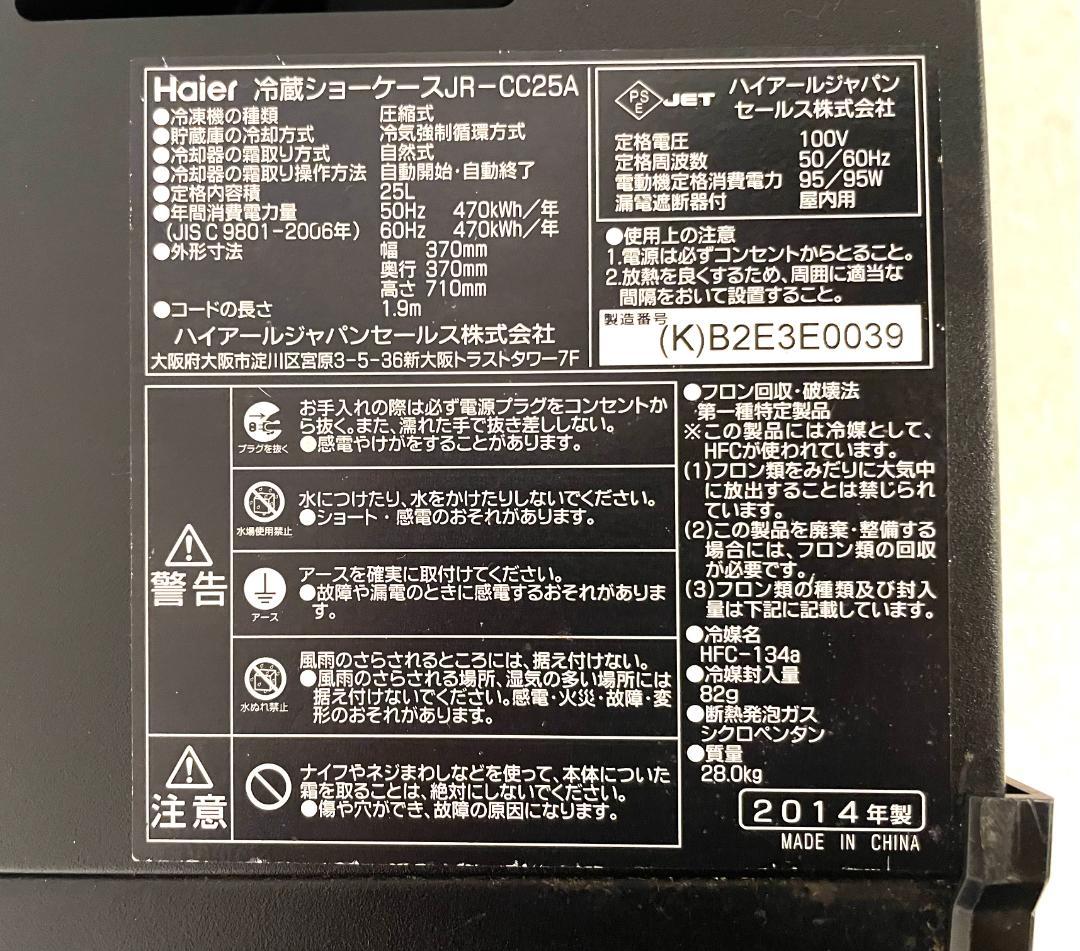 Haier 冷蔵ショーケースJR-CC25A
●冷凍機の種類 圧縮式
●貯蔵庫の冷却方式 冷気強制循環方式
●冷却器の霜取り方式 自然式
●冷却器の霜取り操作方法 自動開始・自動終了
●定格内容積 25L
●年間消費電力量 50Hz 470kWh/年
(JIS C 9801-2006年) 60Hz 470kWh/年
●外形寸法 幅 370mm
奥行 370mm
高さ 710mm
●コードの長さ 1.9m
ハイアールジャパンセールス株式会社
大阪府大阪市淀川区宮原3-5-36新大阪トラストタワー7F
PS
E
JET
ハイアールジャパン
セールス株式会社
定格電圧 100V
定格周波数 50/60Hz
電動機定格消費電力 95/95W
漏電遮断器付 屋内用
●使用上の注意
1.電源は必ずコンセントからとること。
2.放熱を良くするため、周囲に適当な
間隔をおいて設置すること。
製造番号
(K)B2E3E0039
警告
プラグを抜く
お手入れの際は必ず電源プラグをコンセントか
ら抜く。また、濡れた手で抜き差ししない。
●感電やけがをすることがあります。
水場使用禁止
水につけたり、水をかけたりしないでください。
●ショート・感電のおそれがあります。
アース
アースを確実に取付けてください。
●故障や漏電のときに感電するおそれがありま
す。
水ぬれ禁止
風雨のさらされるところには、据え付けない。
●風雨のさらされる場所、湿気の多い場所には
据え付けないでください。感電・火災・故障・変
形のおそれがあります。
注意
ナイフやネジまわしなどを使って、本体についた
霜を取ることは、絶対にしないでください。
●傷や穴ができ、故障の原因になります。
●フロン回収・破壊法
第一種特定製品
※この製品には冷媒として、
HFCが使われています。
(1)フロン類をみだりに大気中
に放出することは禁じられ
ています。
(2)この製品を廃棄・整備する
場合には、フロン類の回収
が必要です。
(3)フロン類の種類及び封入
量は下記に記載しています。
●冷媒名
HFC-134a
●冷媒封入量
82g
●断熱発泡ガス
シクロペンタン
●質量
28.0kg
2014年製
MADE IN CHINA